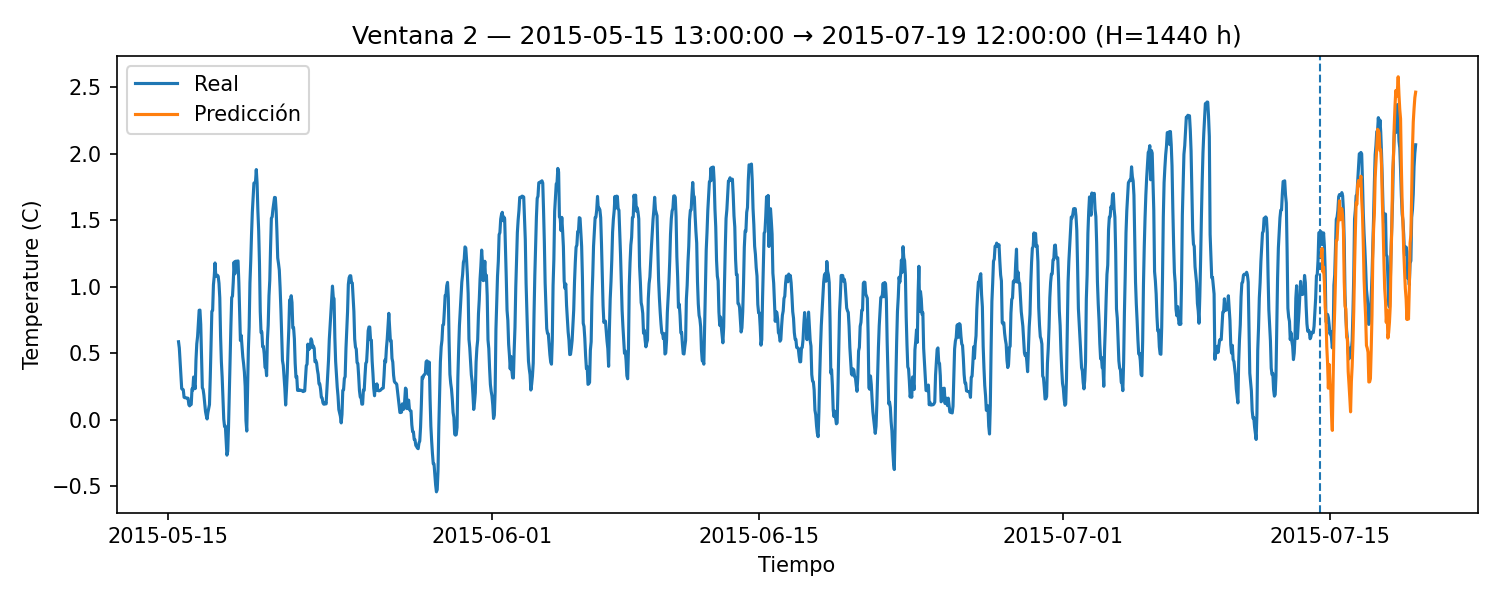 Ventana 2 — 2015-05-15 13:00:00 → 2015-07-19 12:00:00 (H=1440 h)
Real
Predicción
Temperature (C)
2.5
2.0
1.5
1.0
0.5
0.0
−0.5
2015-05-15
2015-06-01
2015-06-15
2015-07-01
2015-07-15
Tiempo